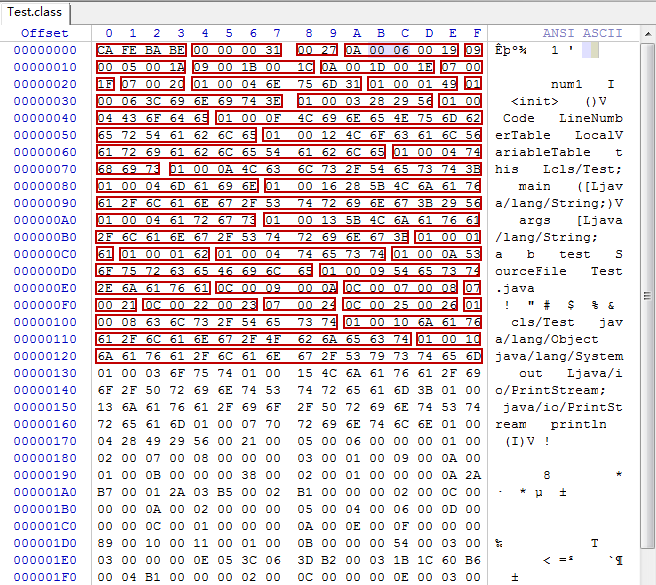 Test.class
Offset 0 1 2 3 4 5 6 7 8 9 A B C D E F ANSI ASCII
00000000 CA FE BA BE 00 00 00 31 00 27 0A 00 06 00 19 09 Êþº¾ 1 '
00000010 00 05 00 1A 09 00 1B 00 1C 0A 00 1D 00 1E 07 00
00000020 1F 07 00 20 01 00 04 6E 75 6D 31 01 00 01 49 01 num1 I
00000030 00 06 3C 69 6E 69 74 3E 01 00 03 28 29 56 01 00 <init> ()V
00000040 04 43 6F 64 65 01 00 0F 4C 69 6E 65 4E 75 6D 62 Code LineNumb
00000050 65 72 54 61 62 6C 65 01 00 12 4C 6F 63 61 6C 56 erTable LocalV
00000060 61 72 69 61 62 6C 65 54 61 62 6C 65 01 00 04 74 ariableTable t
00000070 68 69 73 01 00 0A 4C 63 6C 73 2F 54 65 73 74 3B his Lcls/Test;
00000080 01 00 04 6D 61 69 6E 01 00 16 28 5B 4C 6A 61 76 main ([Ljav
00000090 61 2F 6C 61 6E 67 2F 53 74 72 69 6E 67 3B 29 56 a/lang/String;)V
000000A0 01 00 04 61 72 67 73 01 00 13 5B 4C 6A 61 76 61 args [Ljava
000000B0 2F 6C 61 6E 67 2F 53 74 72 69 6E 67 3B 01 00 01 /lang/String;
000000C0 61 01 00 01 62 01 00 04 74 65 73 74 01 00 0A 53 a b test S
000000D0 6F 75 72 63 65 46 69 6C 65 01 00 09 54 65 73 74 ourceFile Test
000000E0 2E 6A 61 76 61 0C 00 09 00 0A 0C 00 07 00 08 07 .java
000000F0 00 21 0C 00 22 00 23 07 00 24 0C 00 25 00 26 01 ! " # $ % &
00000100 00 08 63 6C 73 2F 54 65 73 74 01 00 10 6A 61 76 cls/Test jav
00000110 61 2F 6C 61 6E 67 2F 4F 62 6A 65 63 74 01 00 10 a/lang/Object
00000120 6A 61 76 61 2F 6C 61 6E 67 2F 53 79 73 74 65 6D java/lang/System
00000130 01 00 03 6F 75 74 01 00 15 4C 6A 61 76 61 2F 69 out Ljava/i
00000140 6F 2F 50 72 69 6E 74 53 74 72 65 61 6D 3B 01 00 o/PrintStream;
00000150 13 6A 61 76 61 2F 69 6F 2F 50 72 69 6E 74 53 74 java/io/PrintSt
00000160 72 65 61 6D 01 00 07 70 72 69 6E 74 6C 6E 01 00 ream println
00000170 04 28 49 29 56 00 21 00 05 00 06 00 00 00 01 00 (I)V !
00000180 02 00 07 00 08 00 00 00 03 00 01 00 09 00 0A 00
00000190 01 00 0B 00 00 00 38 00 02 00 01 00 00 00 0A 2A 8 *
000001A0 B7 00 01 2A 03 B5 00 02 B1 00 00 00 02 00 0C 00 · * µ ±
000001B0 00 00 0A 00 02 00 00 00 05 00 04 00 06 00 0D 00
000001C0 00 00 0C 00 01 00 00 00 0A 00 0E 00 0F 00 00 00
000001D0 89 00 10 00 11 00 01 00 0B 00 00 00 54 00 03 00 ‰ T
000001E0 03 00 00 00 0E 05 3C 06 3D B2 00 03 1B 1C 60 B6 < =² `¶
000001F0 00 04 B1 00 00 00 02 00 0C 00 00 00 0E 00 03 00 ±